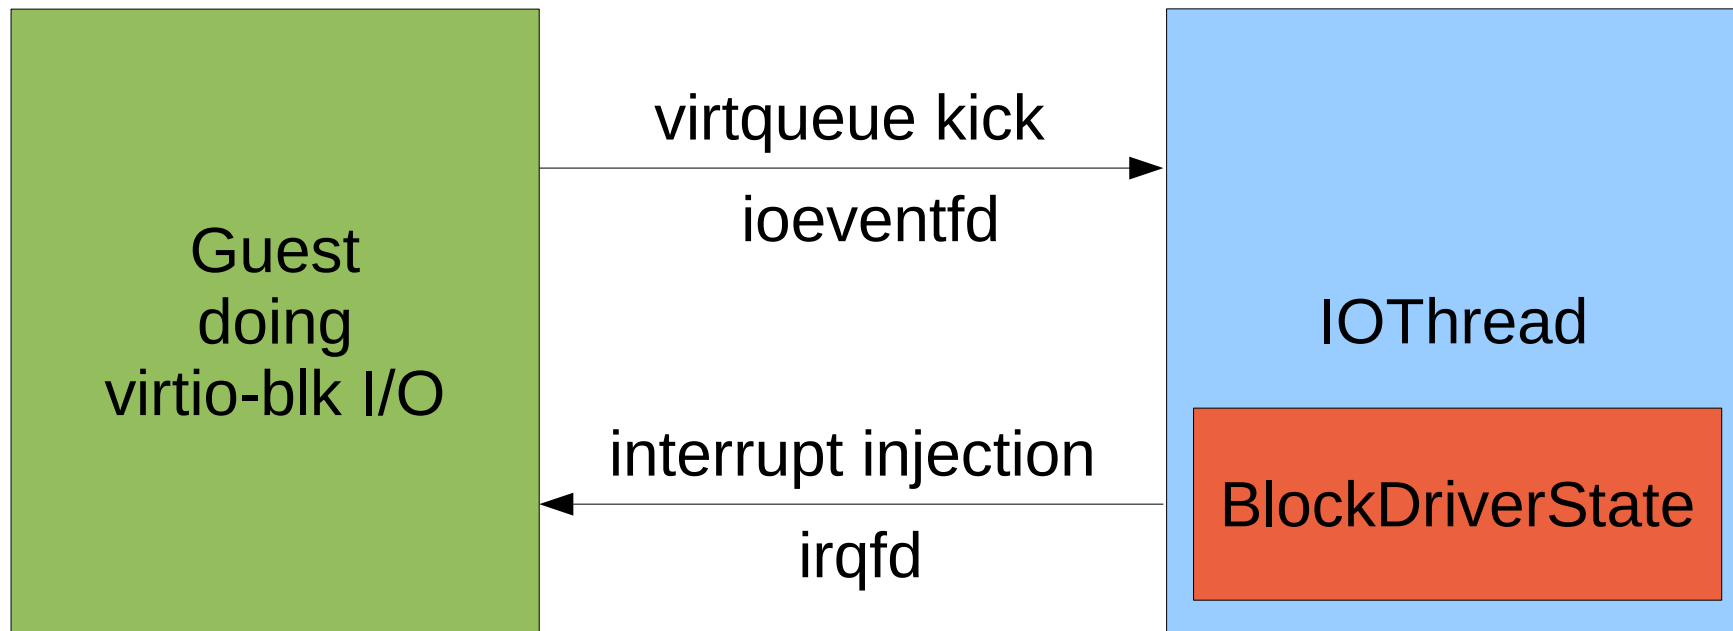 Guest
doing
virtio-blk I/O
virtqueue kick
ioeventfd
interrupt injection
irqfd
IOThread
BlockDriverState